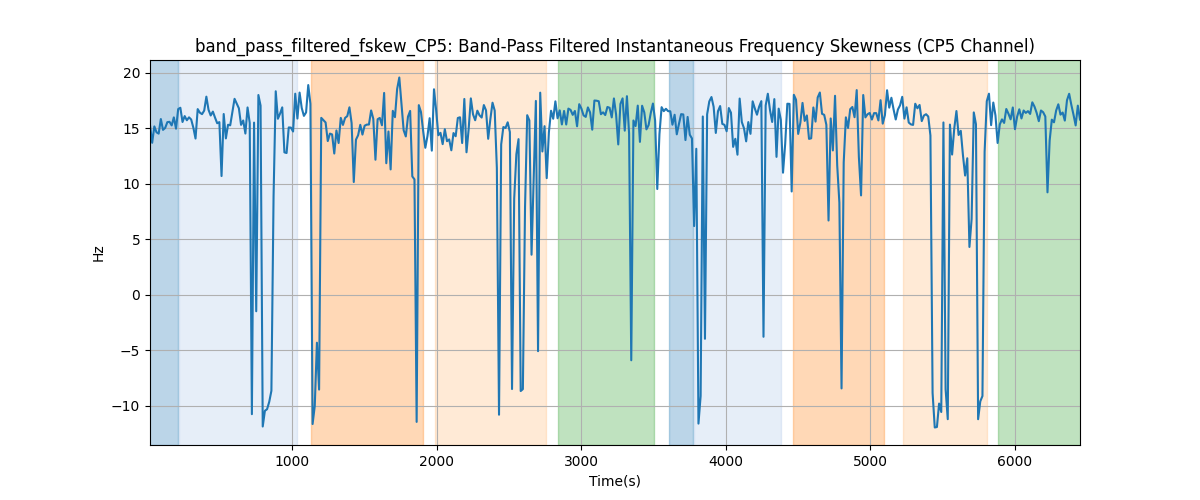 band_pass_filtered_fskew_CP5: Band-Pass Filtered Instantaneous Frequency Skewness (CP5 Channel)
20
15
10
5
0
−5
−10
Hz
1000 2000 3000 4000 5000 6000
Time(s)